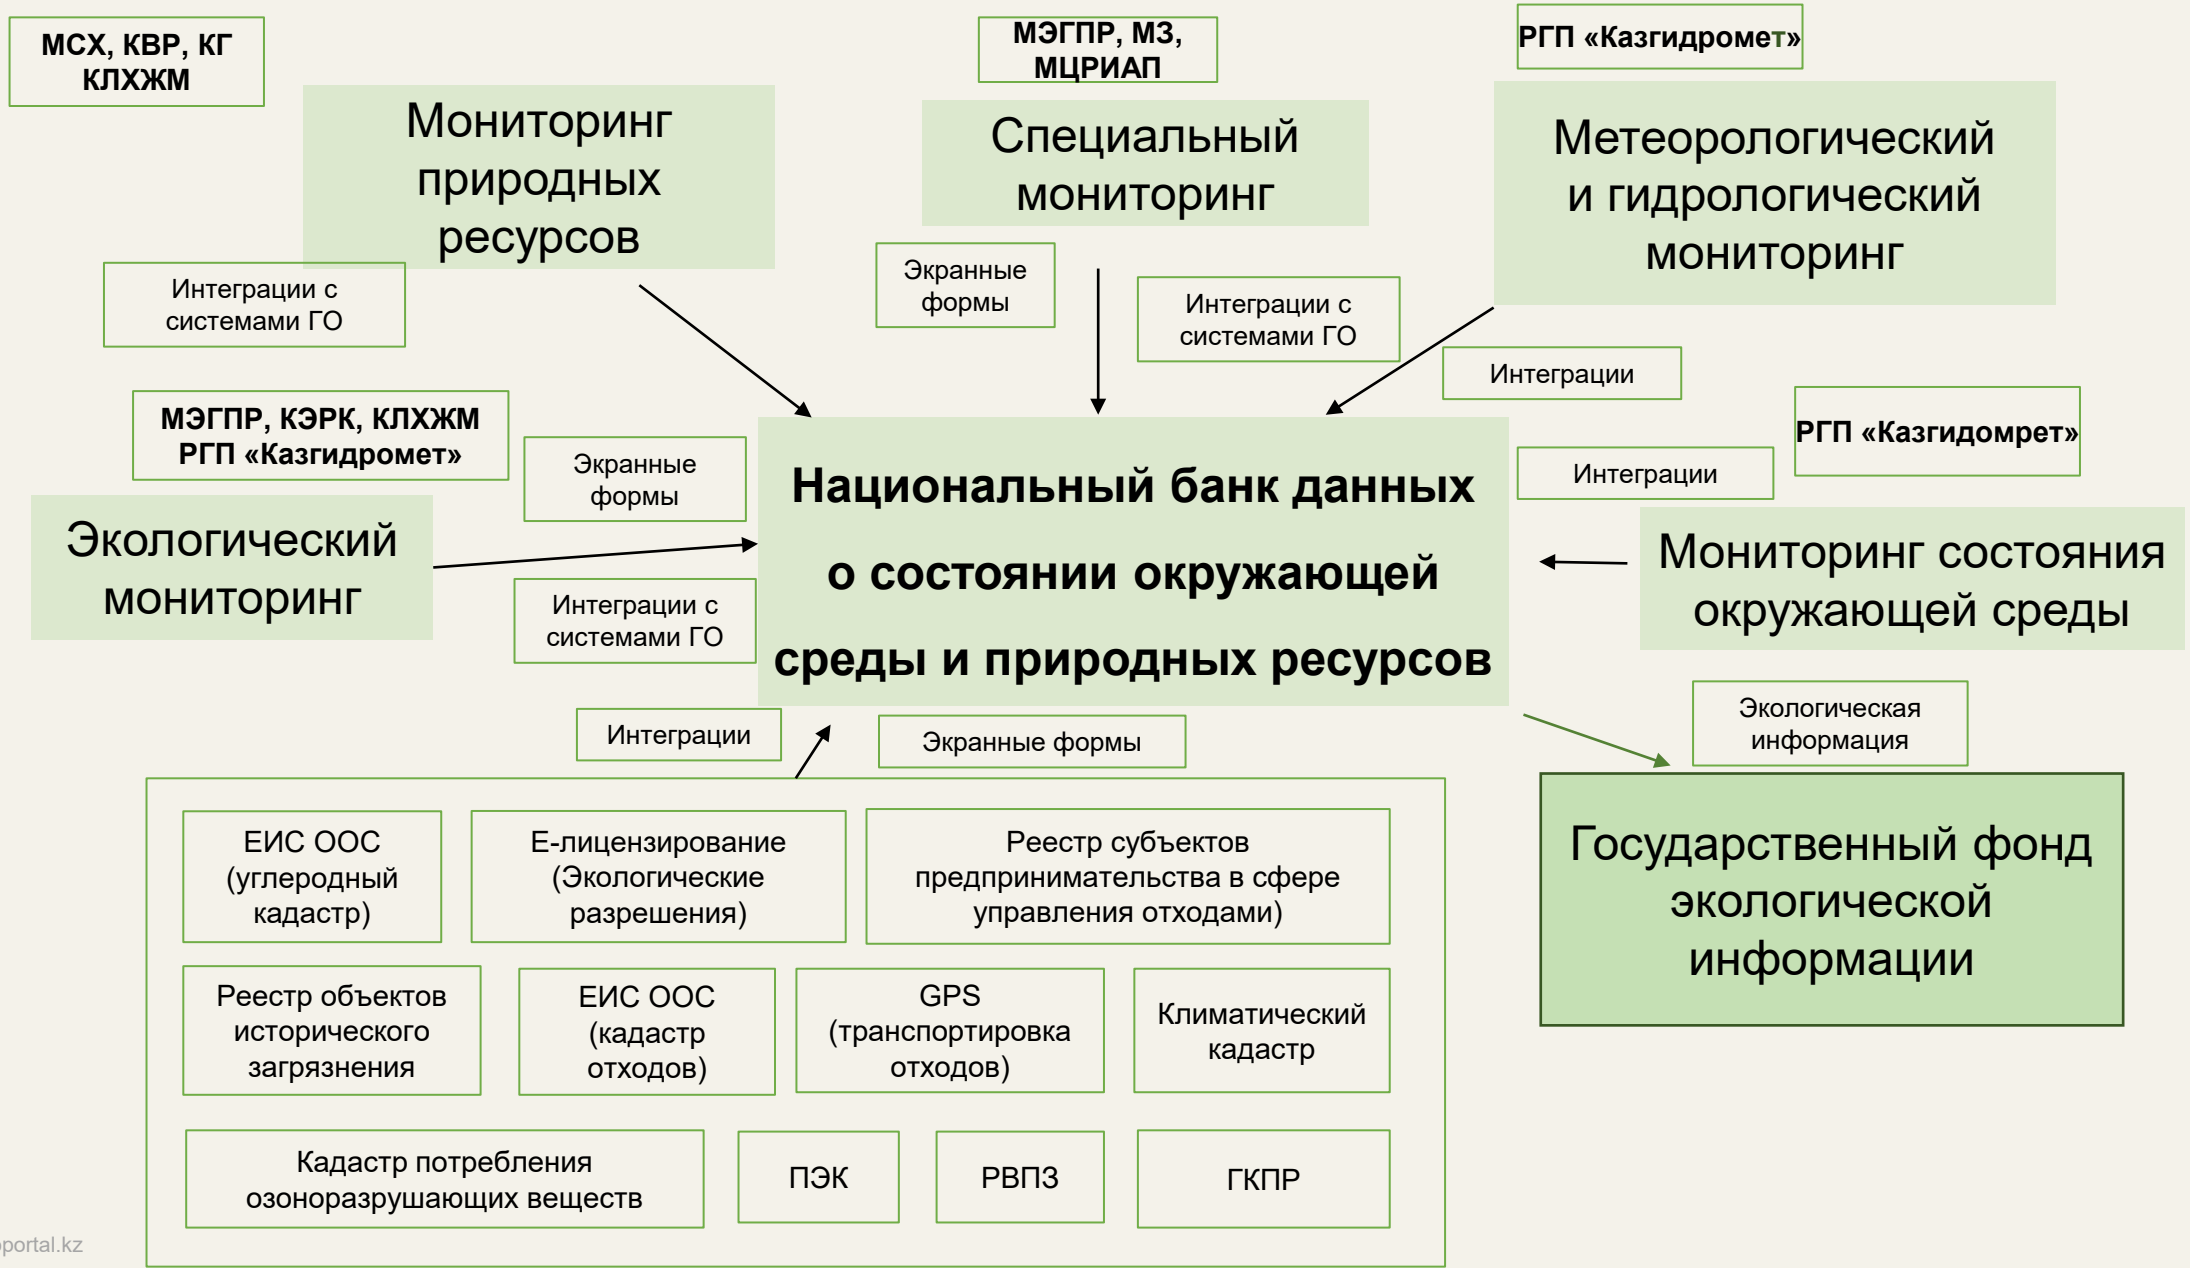 МСХ, КВР, КГ
КЛХЖМ
МЭГПР, МЗ,
МЦРИАП
РГП «Казгидромет»
Мониторинг
природных
ресурсов
Специальный
мониторинг
Метеорологический
и гидрологический
мониторинг
Интеграции с
системами ГО
Экранные
формы
Интеграции с
системами ГО
Интеграции
МЭГПР, КЭРК, КЛХЖМ
РГП «Казгидромет»
Экранные
формы
Интеграции
РГП «Казгидомрет»
Экологический
мониторинг
Интеграции с
системами ГО
Национальный банк данных
о состоянии окружающей
среды и природных ресурсов
Мониторинг состояния
окружающей среды
Интеграции
Экранные формы
Экологическая
информация
Государственный фонд
экологической
информации
ЕИС ООС
(углеродный
кадастр)
Е-лицензирование
(Экологические
разрешения)
Реестр субъектов
предпринимательства в сфере
управления отходами)
Реестр объектов
исторического
загрязнения
ЕИС ООС
(кадастр
отходов)
GPS
(транспортировка
отходов)
Климатический
кадастр
Кадастр потребления
озоноразрушающих веществ
ПЭК
РВПЗ
ГКПР
portal.kz